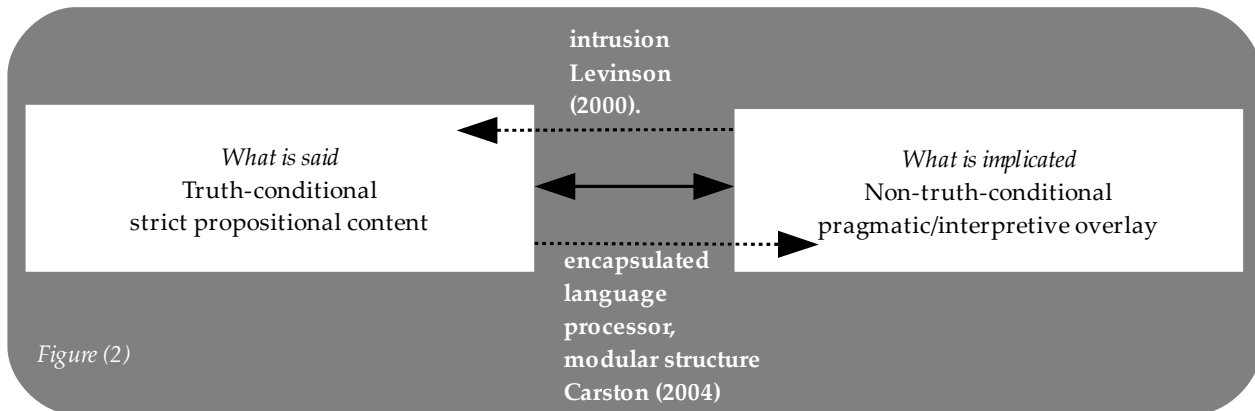 intrusion
Levinson
(2000).
What is said
Truth-conditional
strict propositional content
What is implicated
Non-truth-conditional
pragmatic/interpretive overlay
encapsulated
language
processor,
modular structure
Carston (2004)
Figure (2)